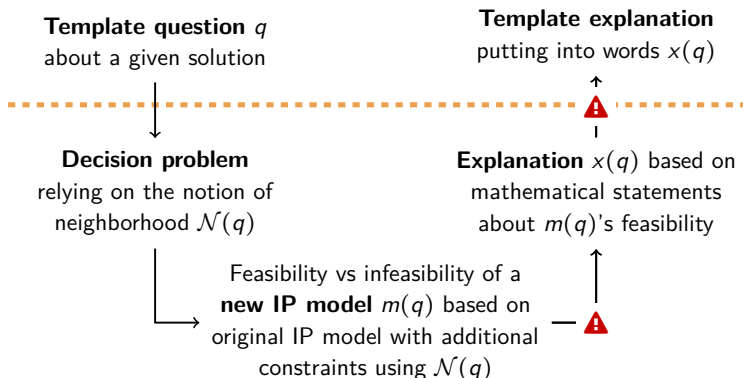 Template question q
about a given solution
Decision problem
relying on the notion of
neighborhood 𝒩(q)
Feasibility vs infeasibility of a
new IP model m(q) based on
original IP model with additional
constraints using 𝒩(q)
Explanation x(q) based on
mathematical statements
about m(q)'s feasibility
Template explanation
putting into words x(q)